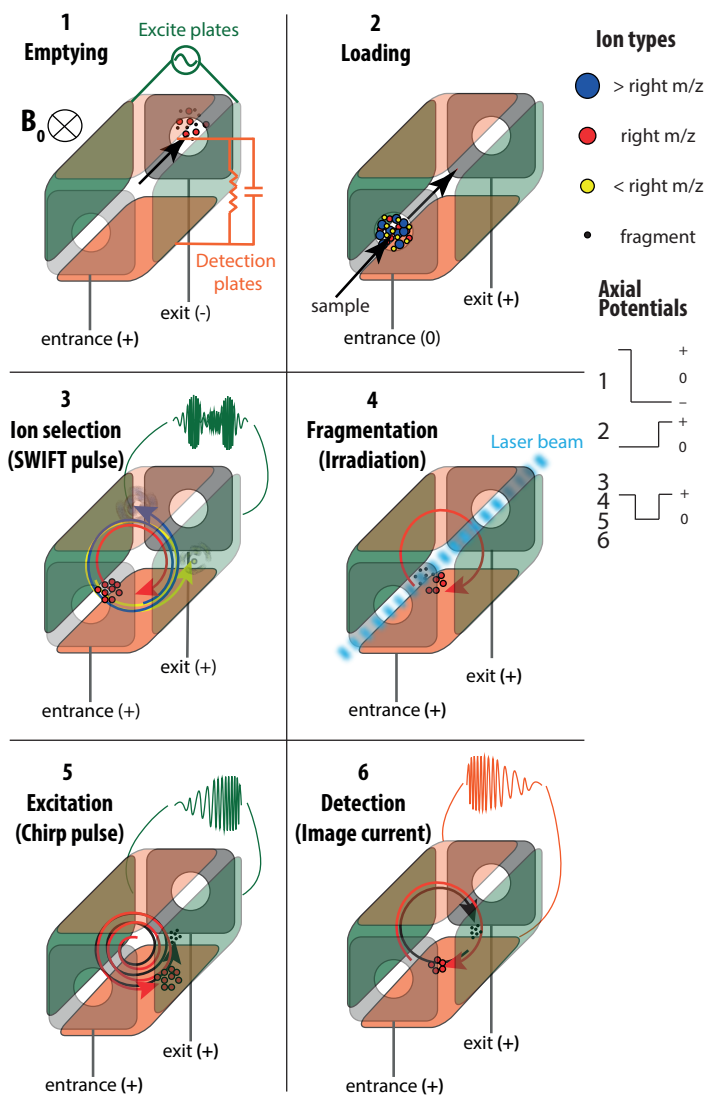 1
Emptying
Excite plates
B0
Detection
plates
exit (-)
entrance (+)
2
Loading
sample
exit (+)
entrance (0)
Ion types
> right m/z
right m/z
< right m/z
fragment
Axial
Potentials
1
+
0
–
2
+
0
3
4
5
6
+
0
3
Ion selection
(SWIFT pulse)
exit (+)
entrance (+)
4
Fragmentation
(Irradiation)
Laser beam
exit (+)
entrance (+)
5
Excitation
(Chirp pulse)
exit (+)
entrance (+)
6
Detection
(Image current)
exit (+)
entrance (+)